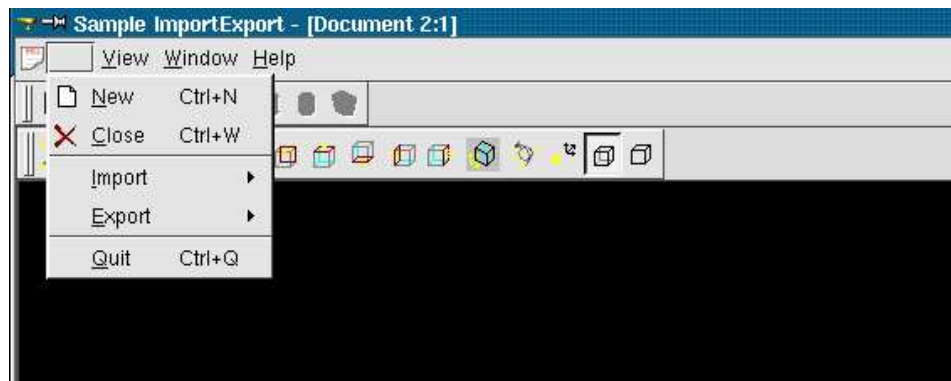 Sample ImportExport - [Document 2:1]
View Window Help
New Ctrl+N
Close Ctrl+W
Import
Export
Quit Ctrl+Q